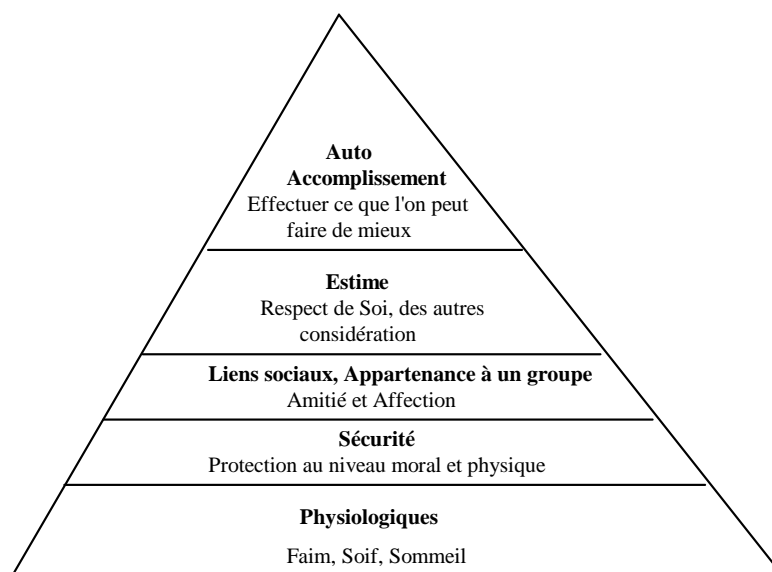 Auto
Accomplissement
Effectuer ce que l'on peut
faire de mieux
Estime
Respect de Soi, des autres
considération
Liens sociaux, Appartenance à un groupe
Amitié et Affection
Sécurité
Protection au niveau moral et physique
Physiologiques
Faim, Soif, Sommeil